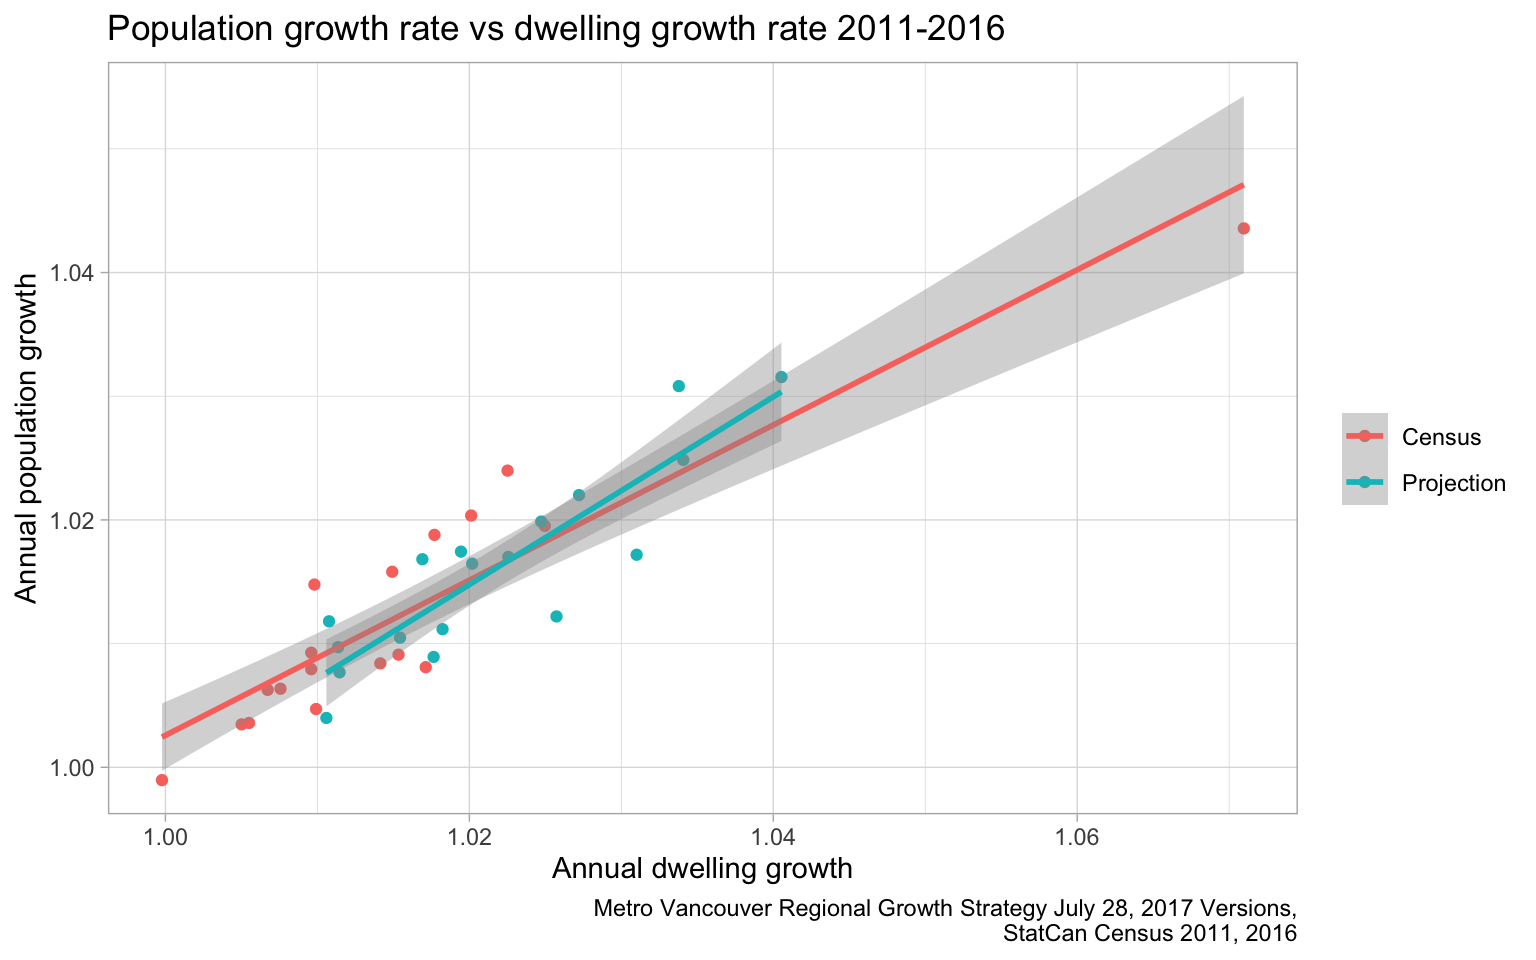 Population growth rate vs dwelling growth rate 2011-2016
Annual population growth
1.04
1.02
1.00
1.00
1.02
1.04
1.06
Annual dwelling growth
Census
Projection
Metro Vancouver Regional Growth Strategy July 28, 2017 Versions,
StatCan Census 2011, 2016